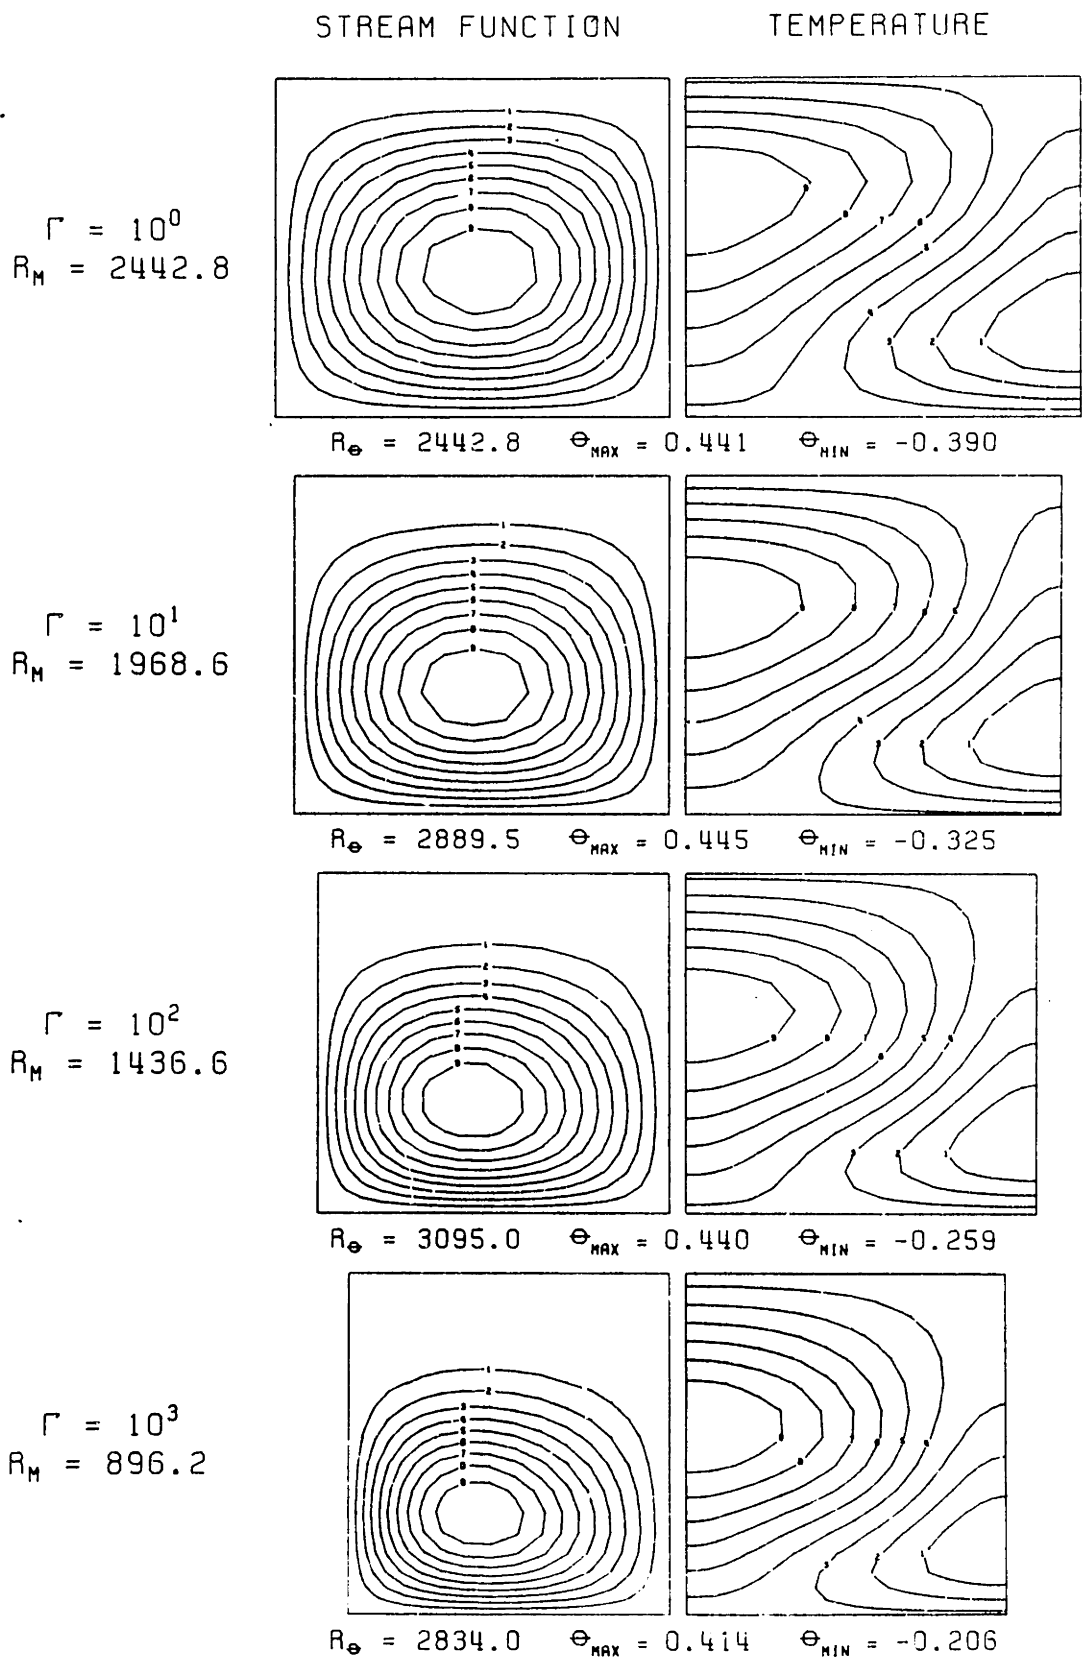 STREAM FUNCTION TEMPERATURE
Γ = 10⁰
R_M = 2442.8
R_Θ = 2442.8 Θ_MAX = 0.441 Θ_MIN = -0.390
Γ = 10¹
R_M = 1968.6
R_Θ = 2889.5 Θ_MAX = 0.445 Θ_MIN = -0.325
Γ = 10²
R_M = 1436.6
R_Θ = 3095.0 Θ_MAX = 0.440 Θ_MIN = -0.259
Γ = 10³
R_M = 896.2
R_Θ = 2834.0 Θ_MAX = 0.414 Θ_MIN = -0.206